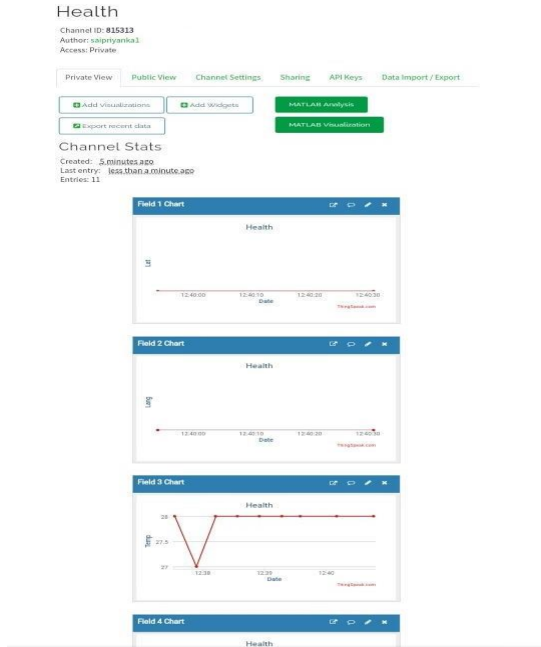 Health
Channel ID: 815313
Author: saipriyanka1
Access: Private
Private View Public View Channel Settings Sharing API Keys Data Import / Export
Add Visualizations Add Widgets MATLAB Analysis
Export recent data MATLAB Visualization
Channel Stats
Created: 5 minutes ago
Last entry: less than a minute ago
Entries: 11
Field 1 Chart
Health
Lat
12:40:00 12:40:10 12:40:20 12:40:30
Date
ThingSpeak.com
Field 2 Chart
Health
Lang
12:40:00 12:40:10 12:40:20 12:40:30
Date
ThingSpeak.com
Field 3 Chart
Health
28
Temp
27.5
27
12:38 12:39 12:40
Date
ThingSpeak.com
Field 4 Chart
Health